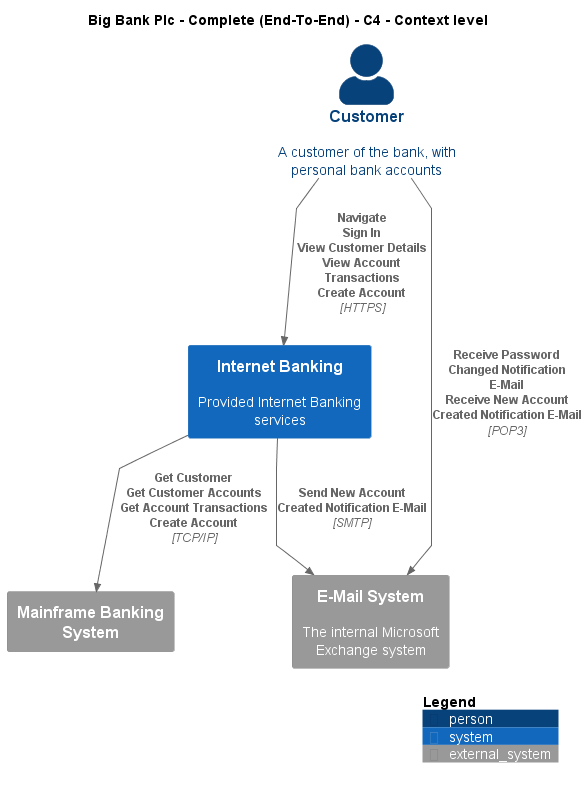 Big Bank Plc - Complete (End-To-End) - C4 - Context level
Customer
A customer of the bank, with
personal bank accounts
Navigate
Sign In
View Customer Details
View Account
Transactions
Create Account
[HTTPS]
Receive Password
Changed Notification
E-Mail
Receive New Account
Created Notification E-Mail
[POP3]
Internet Banking
Provided Internet Banking
services
Get Customer
Get Customer Accounts
Get Account Transactions
Create Account
[TCP/IP]
Send New Account
Created Notification E-Mail
[SMTP]
Mainframe Banking
System
E-Mail System
The internal Microsoft
Exchange system
Legend
person
system
external_system